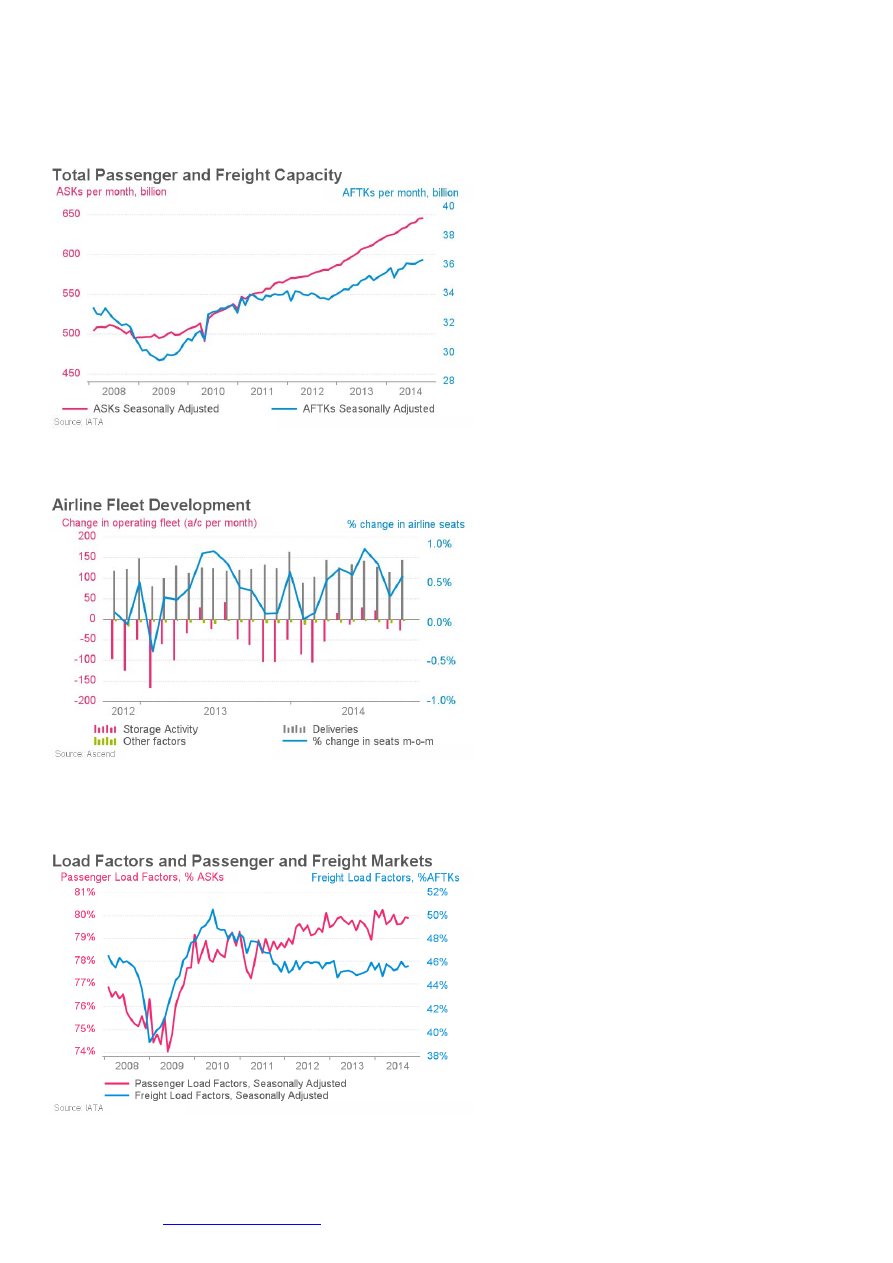 Total Passenger and Freight Capacity
ASKs per month, billion
AFTKs per month, billion
650
600
550
500
450
40
38
36
34
32
30
28
2008 2009 2010 2011 2012 2013 2014
ASKs Seasonally Adjusted
AFTKs Seasonally Adjusted
Source: IATA
Airline Fleet Development
Change in operating fleet (a/c per month)
% change in airline seats
200
150
100
50
0
-50
-100
-150
-200
1.0%
0.5%
0.0%
-0.5%
-1.0%
2012 2013 2014
Storage Activity
Deliveries
Other factors
% change in seats m-o-m
Source: Ascend
Load Factors and Passenger and Freight Markets
Passenger Load Factors, % ASKs
Freight Load Factors, %AFTKs
81%
80%
79%
78%
77%
76%
75%
74%
52%
50%
48%
46%
44%
42%
40%
38%
2008 2009 2010 2011 2012 2013 2014
Passenger Load Factors, Seasonally Adjusted
Freight Load Factors, Seasonally Adjusted
Source: IATA